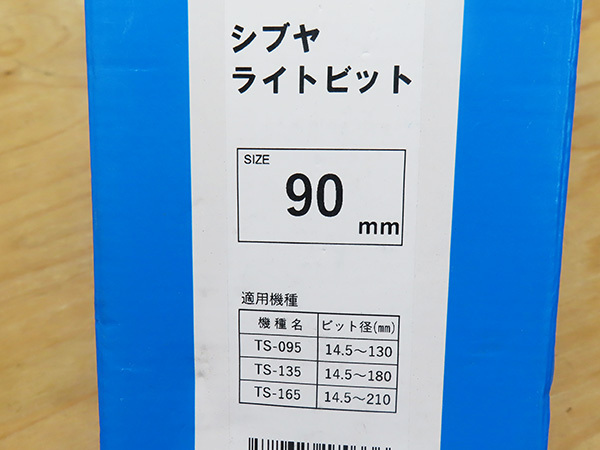 シブヤ
ライトビット
SIZE
90 mm
適用機種
機種名 ビット径(㎜)
TS-095 14.5～130
TS-135 14.5～180
TS-165 14.5～210